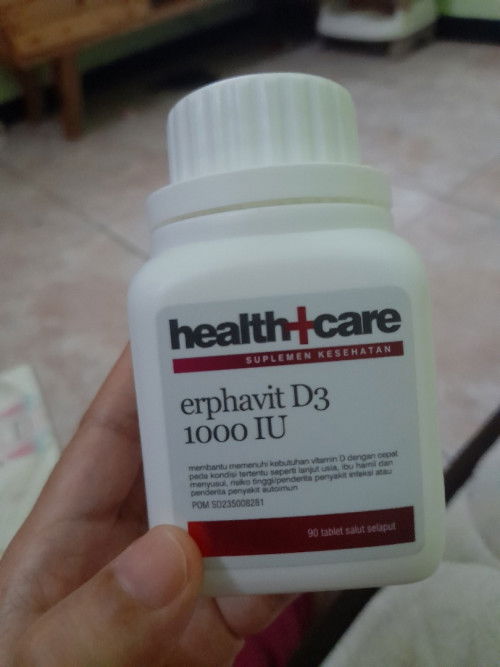 health+care
SUPLEMEN KESEHATAN
erphavit D3
1000 IU
membantu memenuhi kebutuhan vitamin D dengan cepat
pada kondisi tertentu seperti lanjut usia, ibu hamil dan
menyusui, risiko tinggi/penderita penyakit infeksi atau
penderita penyakit autoimun
POM SD235008261
90 tablet salut selaput